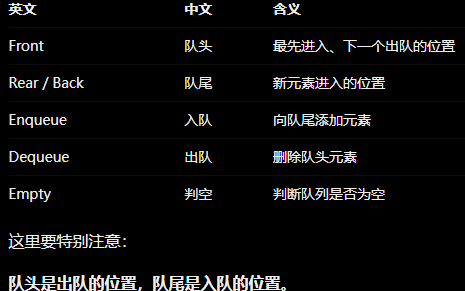 英文 中文 含义
Front 队头 最先进入、下一个出队的位置
Rear / Back 队尾 新元素进入的位置
Enqueue 入队 向队尾添加元素
Dequeue 出队 删除队头元素
Empty 判空 判断队列是否为空
这里要特别注意：
队头是出队的位置，队尾是入队的位置。